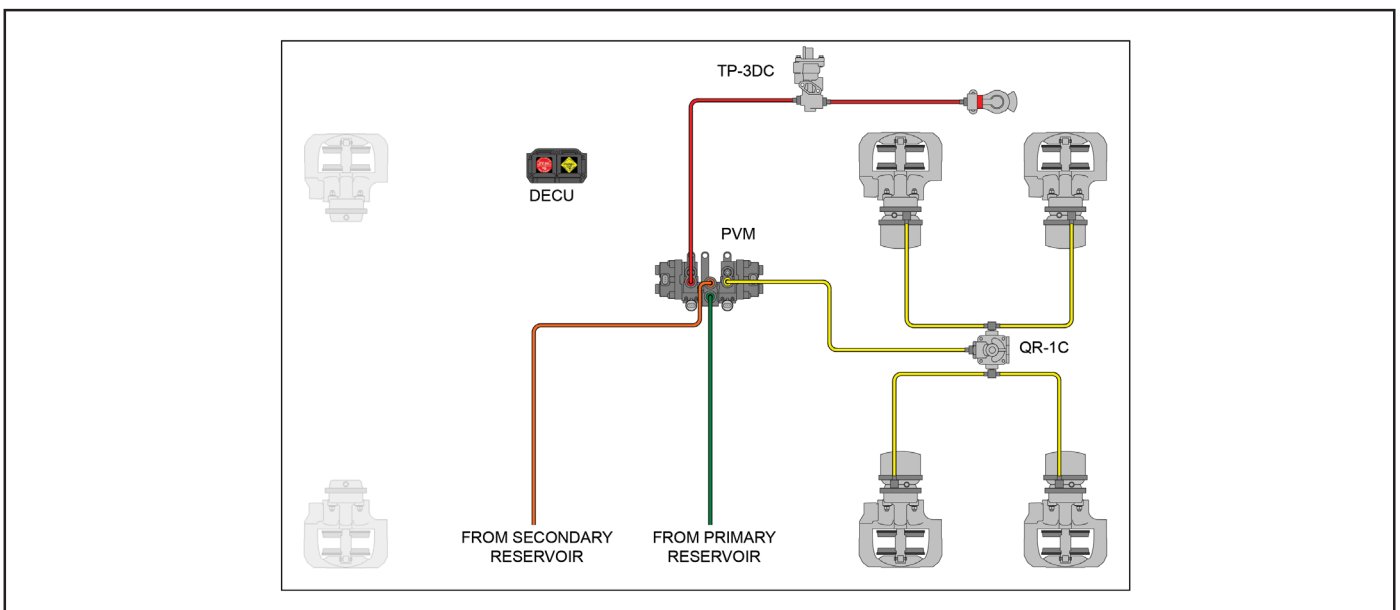 TP-3DC
DECU
PVM
QR-1C
FROM SECONDARY
RESERVOIR
FROM PRIMARY
RESERVOIR